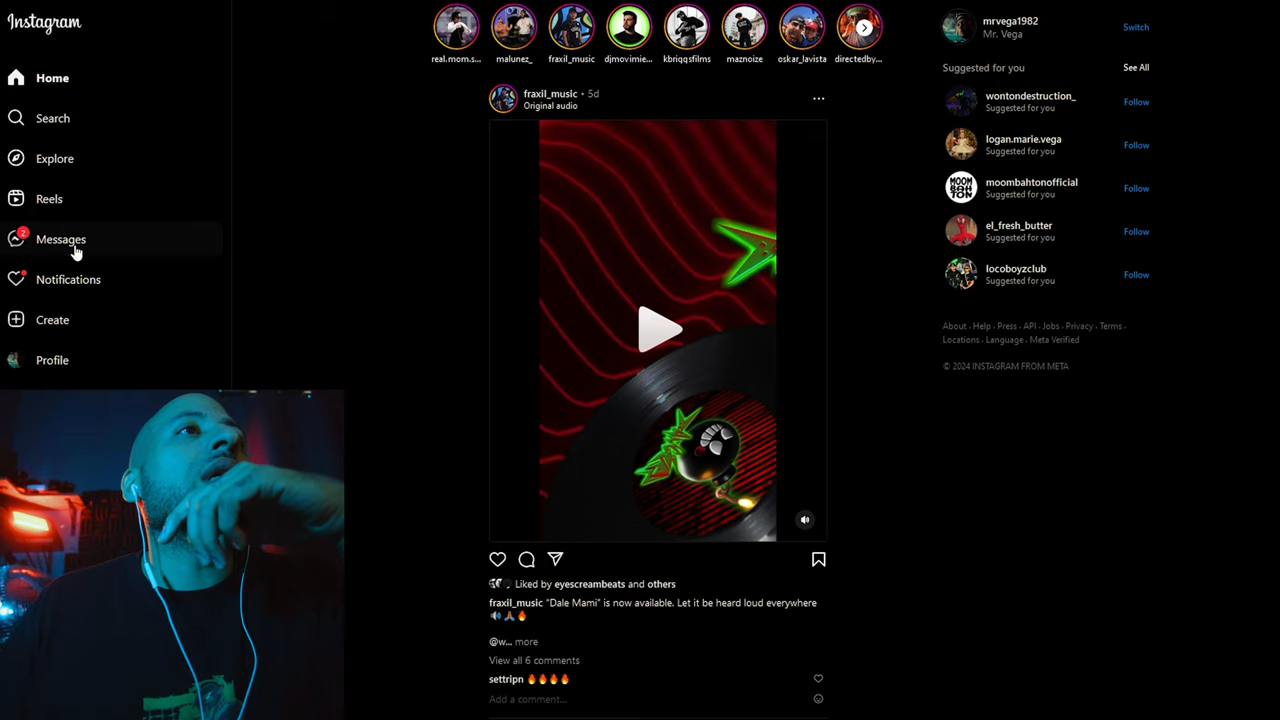 Instagram
Home
Search
Explore
Reels
2
Messages
Notifications
Create
Profile
real.mom.s...
malunez_
fraxil_music
djmovimie...
kbriggsfilms
maznoize
oskar_lavista
directedby...
fraxil_music • 5d
Original audio
Liked by eyescreambeats and others
fraxil_music "Dale Mami" is now available. Let it be heard loud everywhere
🔊🙏🏽🔥
@w... more
View all 6 comments
settripn 🔥🔥🔥🔥
Add a comment...
mrvega1982
Mr. Vega
Switch
Suggested for you
See All
wontondestruction_
Suggested for you
Follow
logan.marie.vega
Suggested for you
Follow
MOOM
BAH
TON
moombahtonofficial
Suggested for you
Follow
el_fresh_butter
Suggested for you
Follow
locoboyzclub
Suggested for you
Follow
About · Help · Press · API · Jobs · Privacy · Terms ·
Locations · Language · Meta Verified
© 2024 INSTAGRAM FROM META